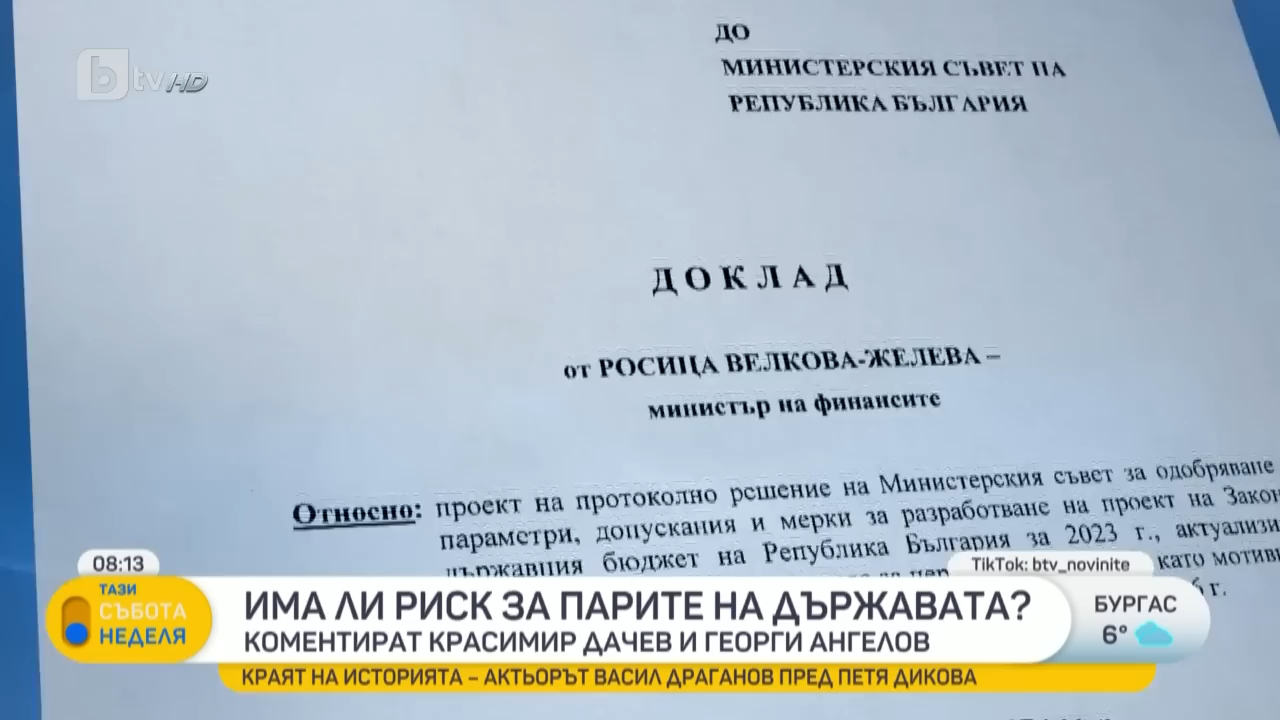 ДО
МИНИСТЕРСКИЯ СЪВЕТ НА
РЕПУБЛИКА БЪЛГАРИЯ
btv HD
ДОКЛАД
от РОСИЦА ВЕЛКОВА-ЖЕЛЕВА –
министър на финансите
Относно: проект на протоколно решение на Министерския съвет за одобряване
параметри, допускания и мерки за разработване на проект на Закон
държавния бюджет на Република България за 2023 г., актуализи
като мотиви
г.
08:13
TikTok: btv_novinite
ТАЗИ
СЪБОТА
НЕДЕЛЯ
ИМА ЛИ РИСК ЗА ПАРИТЕ НА ДЪРЖАВАТА?
КОМЕНТИРАТ КРАСИМИР ДАЧЕВ И ГЕОРГИ АНГЕЛОВ
БУРГАС
6°
КРАЯТ НА ИСТОРИЯТА – АКТЬОРЪТ ВАСИЛ ДРАГАНОВ ПРЕД ПЕТЯ ДИКОВА